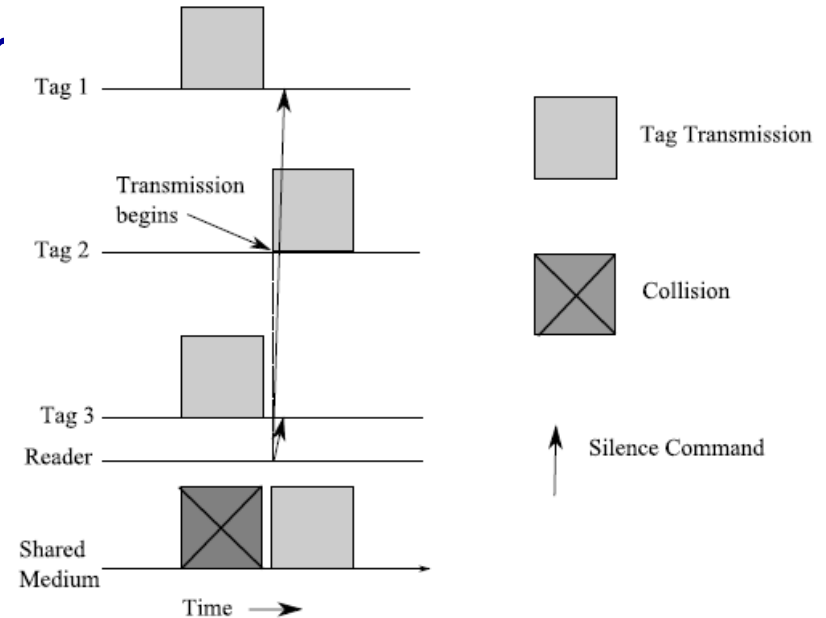 Tag 1
Tag Transmission
Transmission
begins
Tag 2
Collision
Tag 3
Reader
Silence Command
Shared
Medium
Time